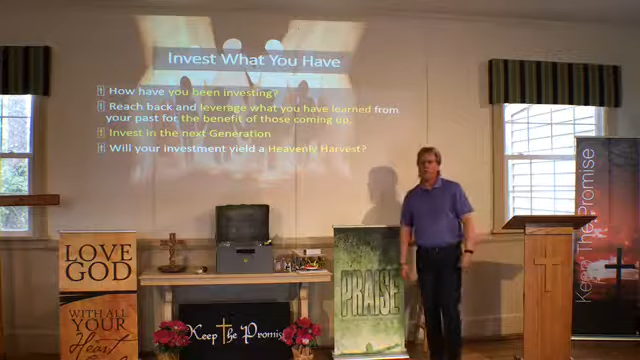 Invest What You Have
How have you been investing?
Reach back and leverage what you have learned from
your past for the benefit of those coming up.
Invest in the next Generation
Will your investment yield a Heavenly Harvest?
LOVE
GOD
WITH ALL
YOUR
Heart
Keep The Promise
PRAISE
Keepin' The Promise